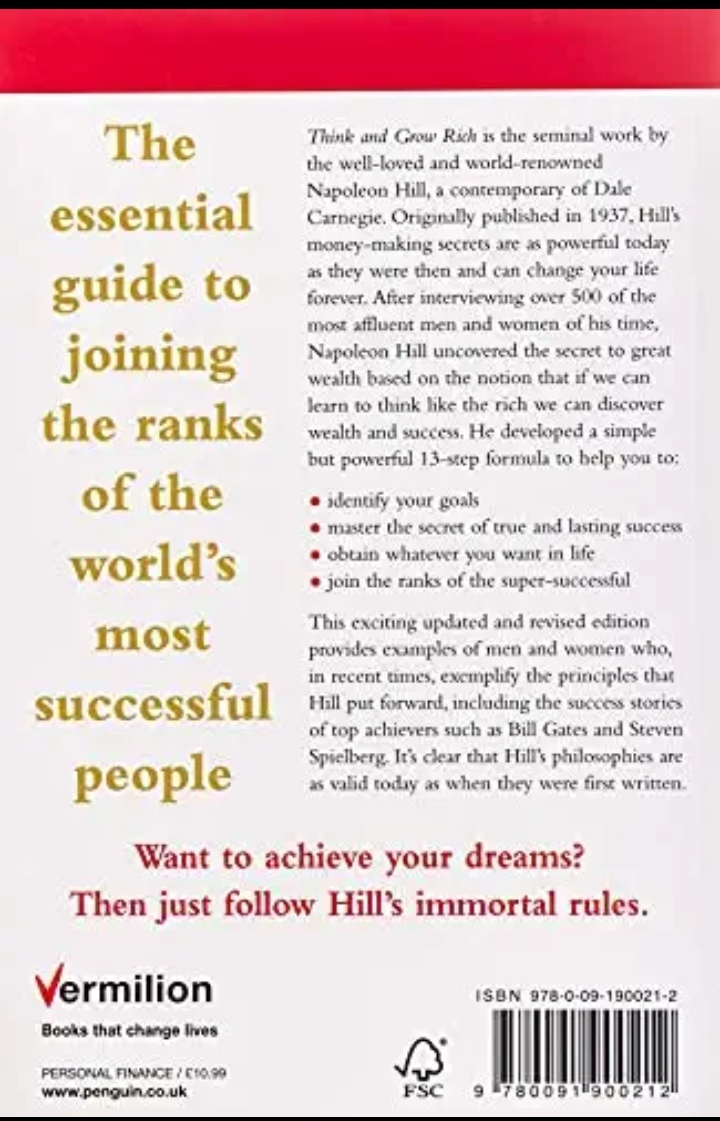 The
essential
guide to
joining
the ranks
of the
world's
most
successful
people
Think and Grow Rich is the seminal work by
the well-loved and world-renowned
Napoleon Hill, a contemporary of Dale
Carnegie. Originally published in 1937, Hill's
money-making secrets are as powerful today
as they were then and can change your life
forever. After interviewing over 500 of the
most affluent men and women of his time,
Napoleon Hill uncovered the secret to great
wealth based on the notion that if we can
learn to think like the rich we can discover
wealth and success. He developed a simple
but powerful 13-step formula to help you to:
• identify your goals
• master the secret of true and lasting success
• obtain whatever you want in life
• join the ranks of the super-successful
This exciting updated and revised edition
provides examples of men and women who,
in recent times, exemplify the principles that
Hill put forward, including the success stories
of top achievers such as Bill Gates and Steven
Spielberg. It's clear that Hill's philosophies are
as valid today as when they were first written.
Want to achieve your dreams?
Then just follow Hill's immortal rules.
Vermilion
Books that change lives
PERSONAL FINANCE / £10.99
www.penguin.co.uk
FSC
ISBN 978-0-09-190021-2
9 780091 900212